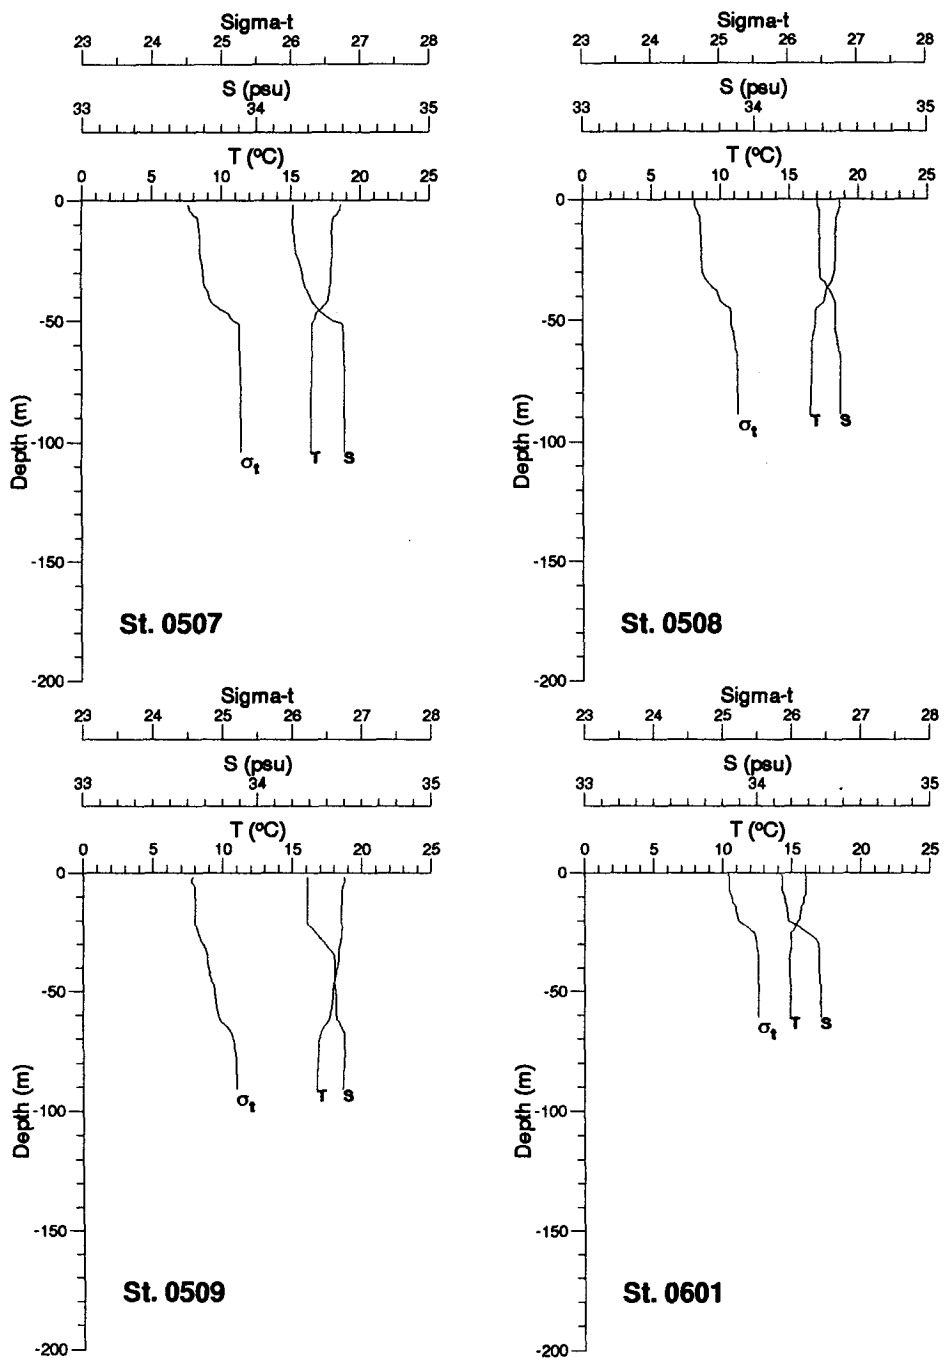 Sigma-t
23 24 25 26 27 28
S (psu)
33 34 35
T (ºC)
0 5 10 15 20 25
0
-50
-100
-150
-200
Depth (m)
σt T S
St. 0507
Sigma-t
23 24 25 26 27 28
S (psu)
33 34 35
T (ºC)
0 5 10 15 20 25
0
-50
-100
-150
-200
Depth (m)
σt T S
St. 0508
Sigma-t
23 24 25 26 27 28
S (psu)
33 34 35
T (ºC)
0 5 10 15 20 25
0
-50
-100
-150
-200
Depth (m)
σt T S
St. 0509
Sigma-t
23 24 25 26 27 28
S (psu)
33 34 35
T (ºC)
0 5 10 15 20 25
0
-50
-100
-150
-200
Depth (m)
σt T S
St. 0601